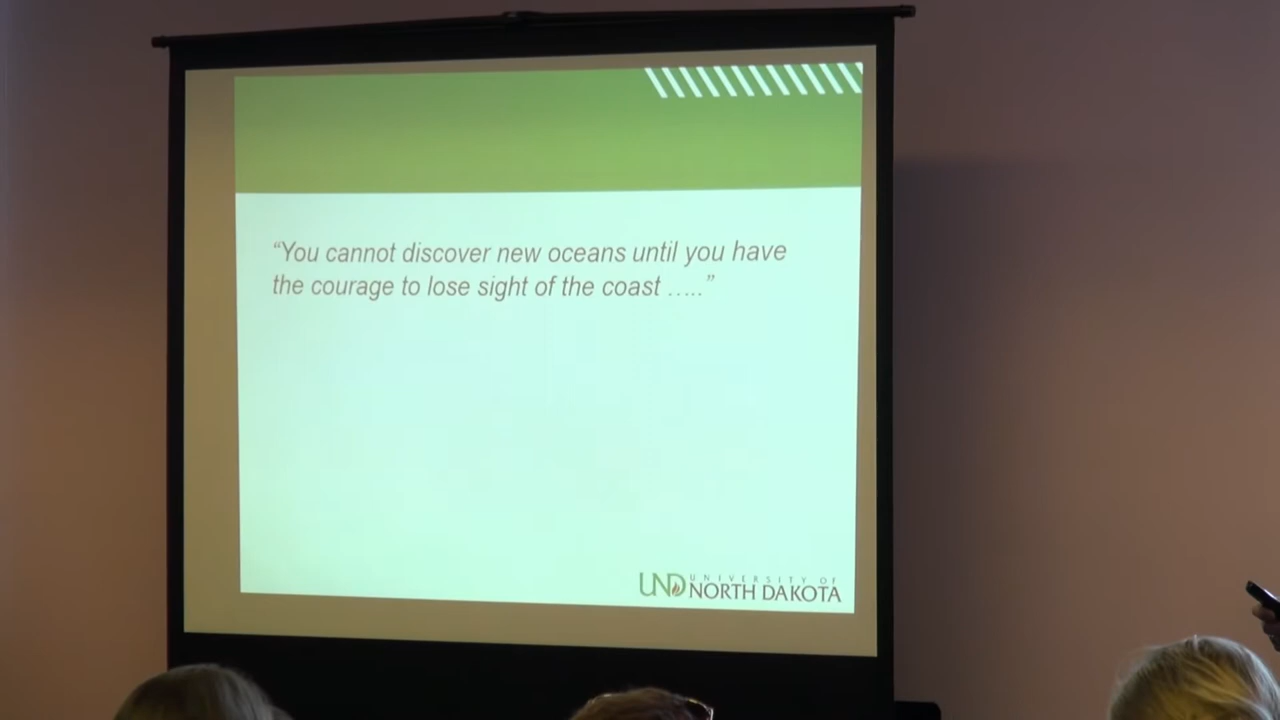 “You cannot discover new oceans until you have
the courage to lose sight of the coast …..”
UND UNIVERSITY OF
NORTH DAKOTA